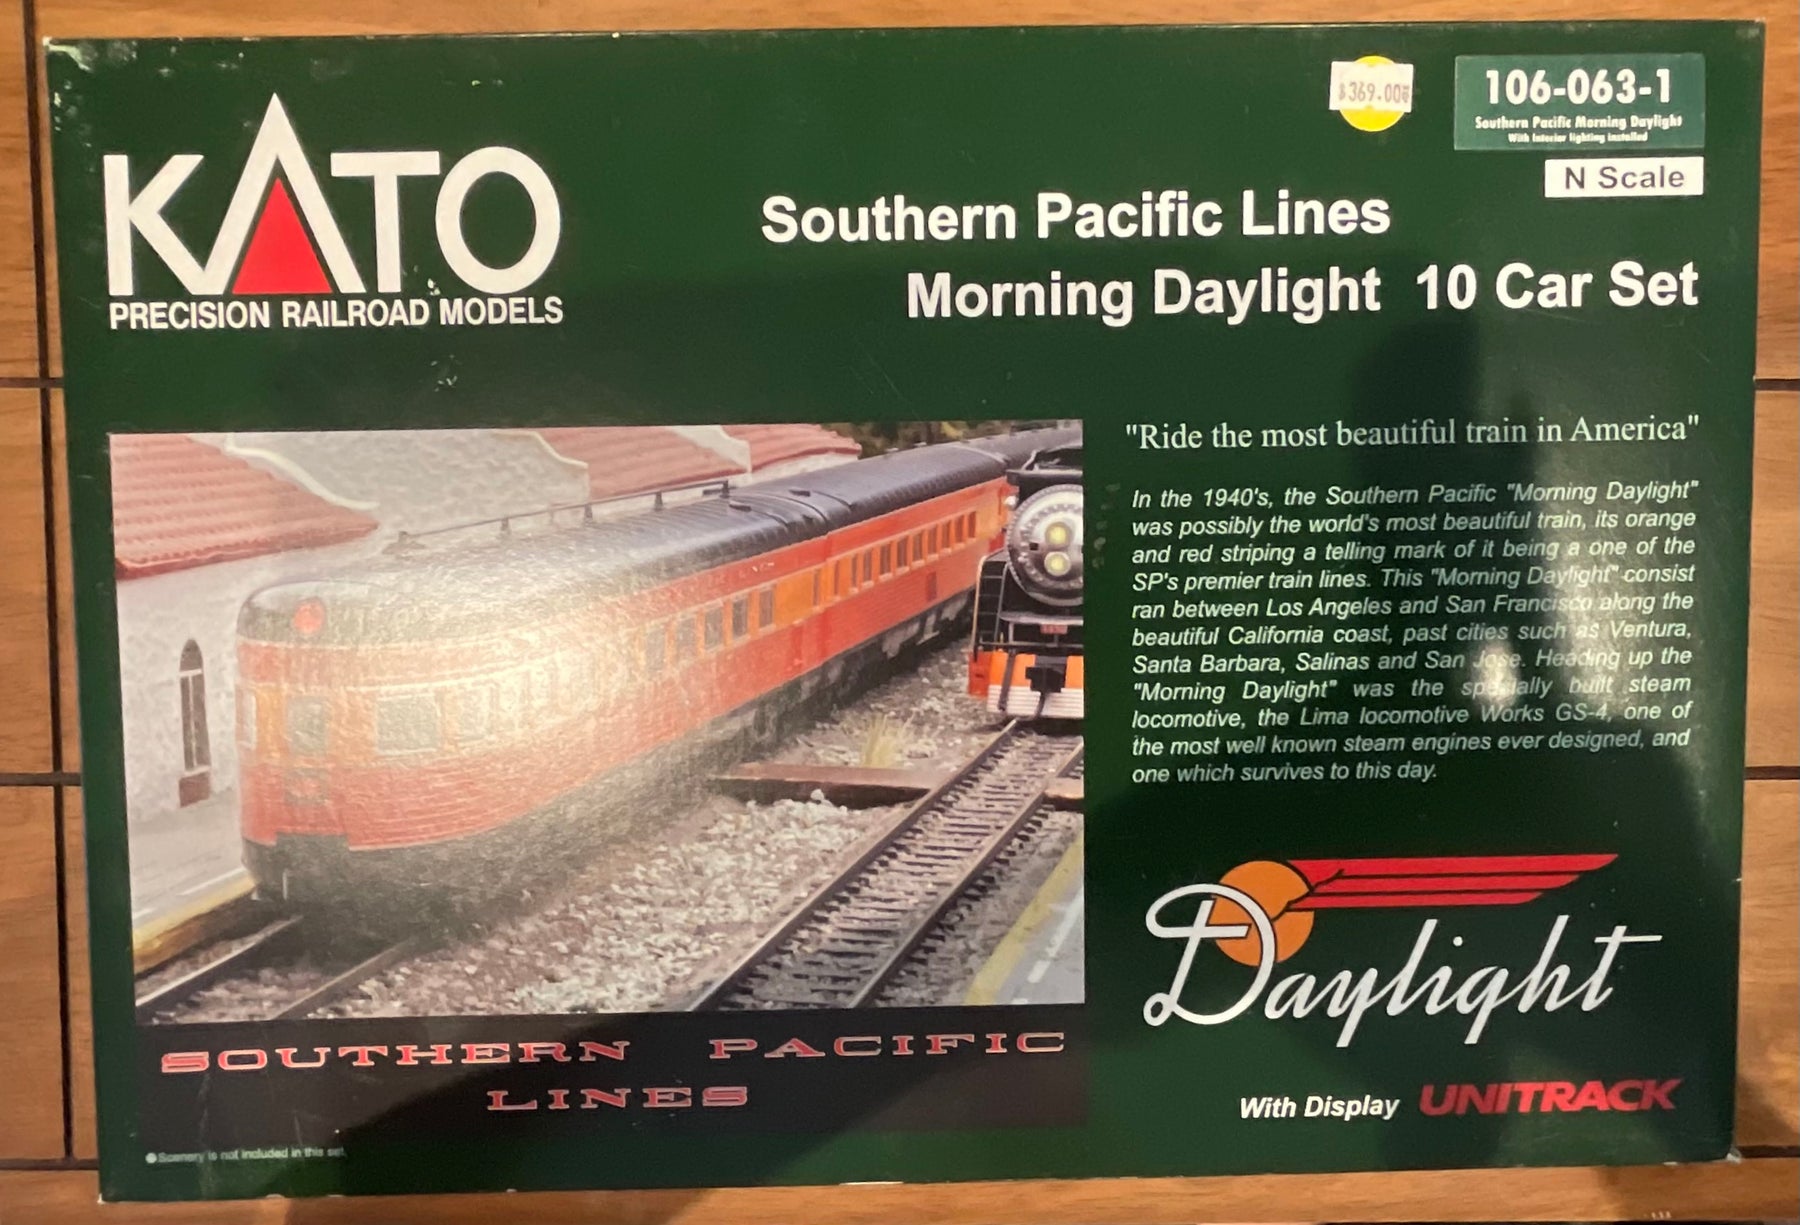 KATO
PRECISION RAILROAD MODELS
$369.00
106-063-1
Southern Pacific Morning Daylight
With Interior lighting installed
N Scale
Southern Pacific Lines
Morning Daylight 10 Car Set
"Ride the most beautiful train in America"
In the 1940's, the Southern Pacific "Morning Daylight"
was possibly the world's most beautiful train, its orange
and red striping a telling mark of it being a one of the
SP's premier train lines. This "Morning Daylight" consist
ran between Los Angeles and San Francisco along the
beautiful California coast, past cities such as Ventura,
Santa Barbara, Salinas and San Jose. Heading up the
"Morning Daylight" was the specially built steam
locomotive, the Lima locomotive Works GS-4, one of
the most well known steam engines ever designed, and
one which survives to this day.
Daylight
SOUTHERN PACIFIC
LINES
With Display UNITRACK
●Scenery is not included in this set.